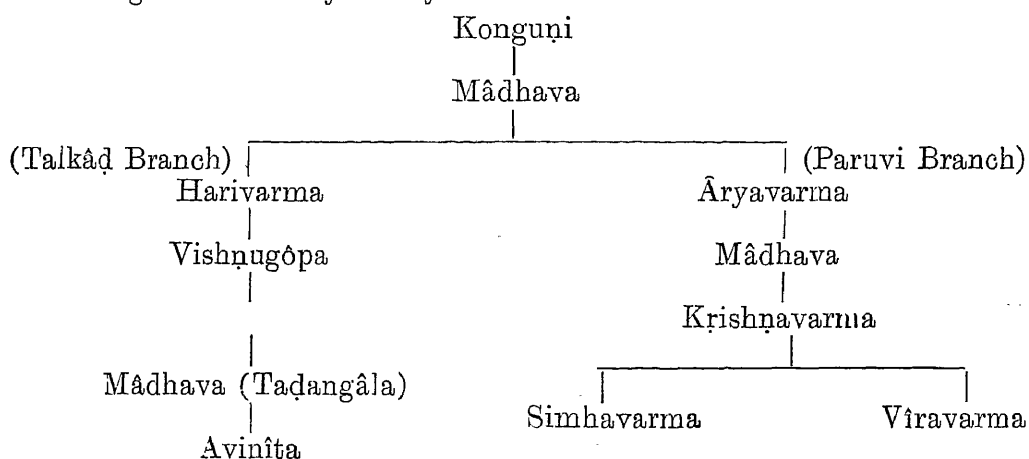 Konguṇi
Mâdhava
(Talkâḍ Branch) (Paruvi Branch)
Harivarma Âryavarma
Vishṇugôpa Mâdhava
Kṛishṇavarma
Mâdhava (Taḍangâla)
Simhavarma Vîravarma
Avinîta